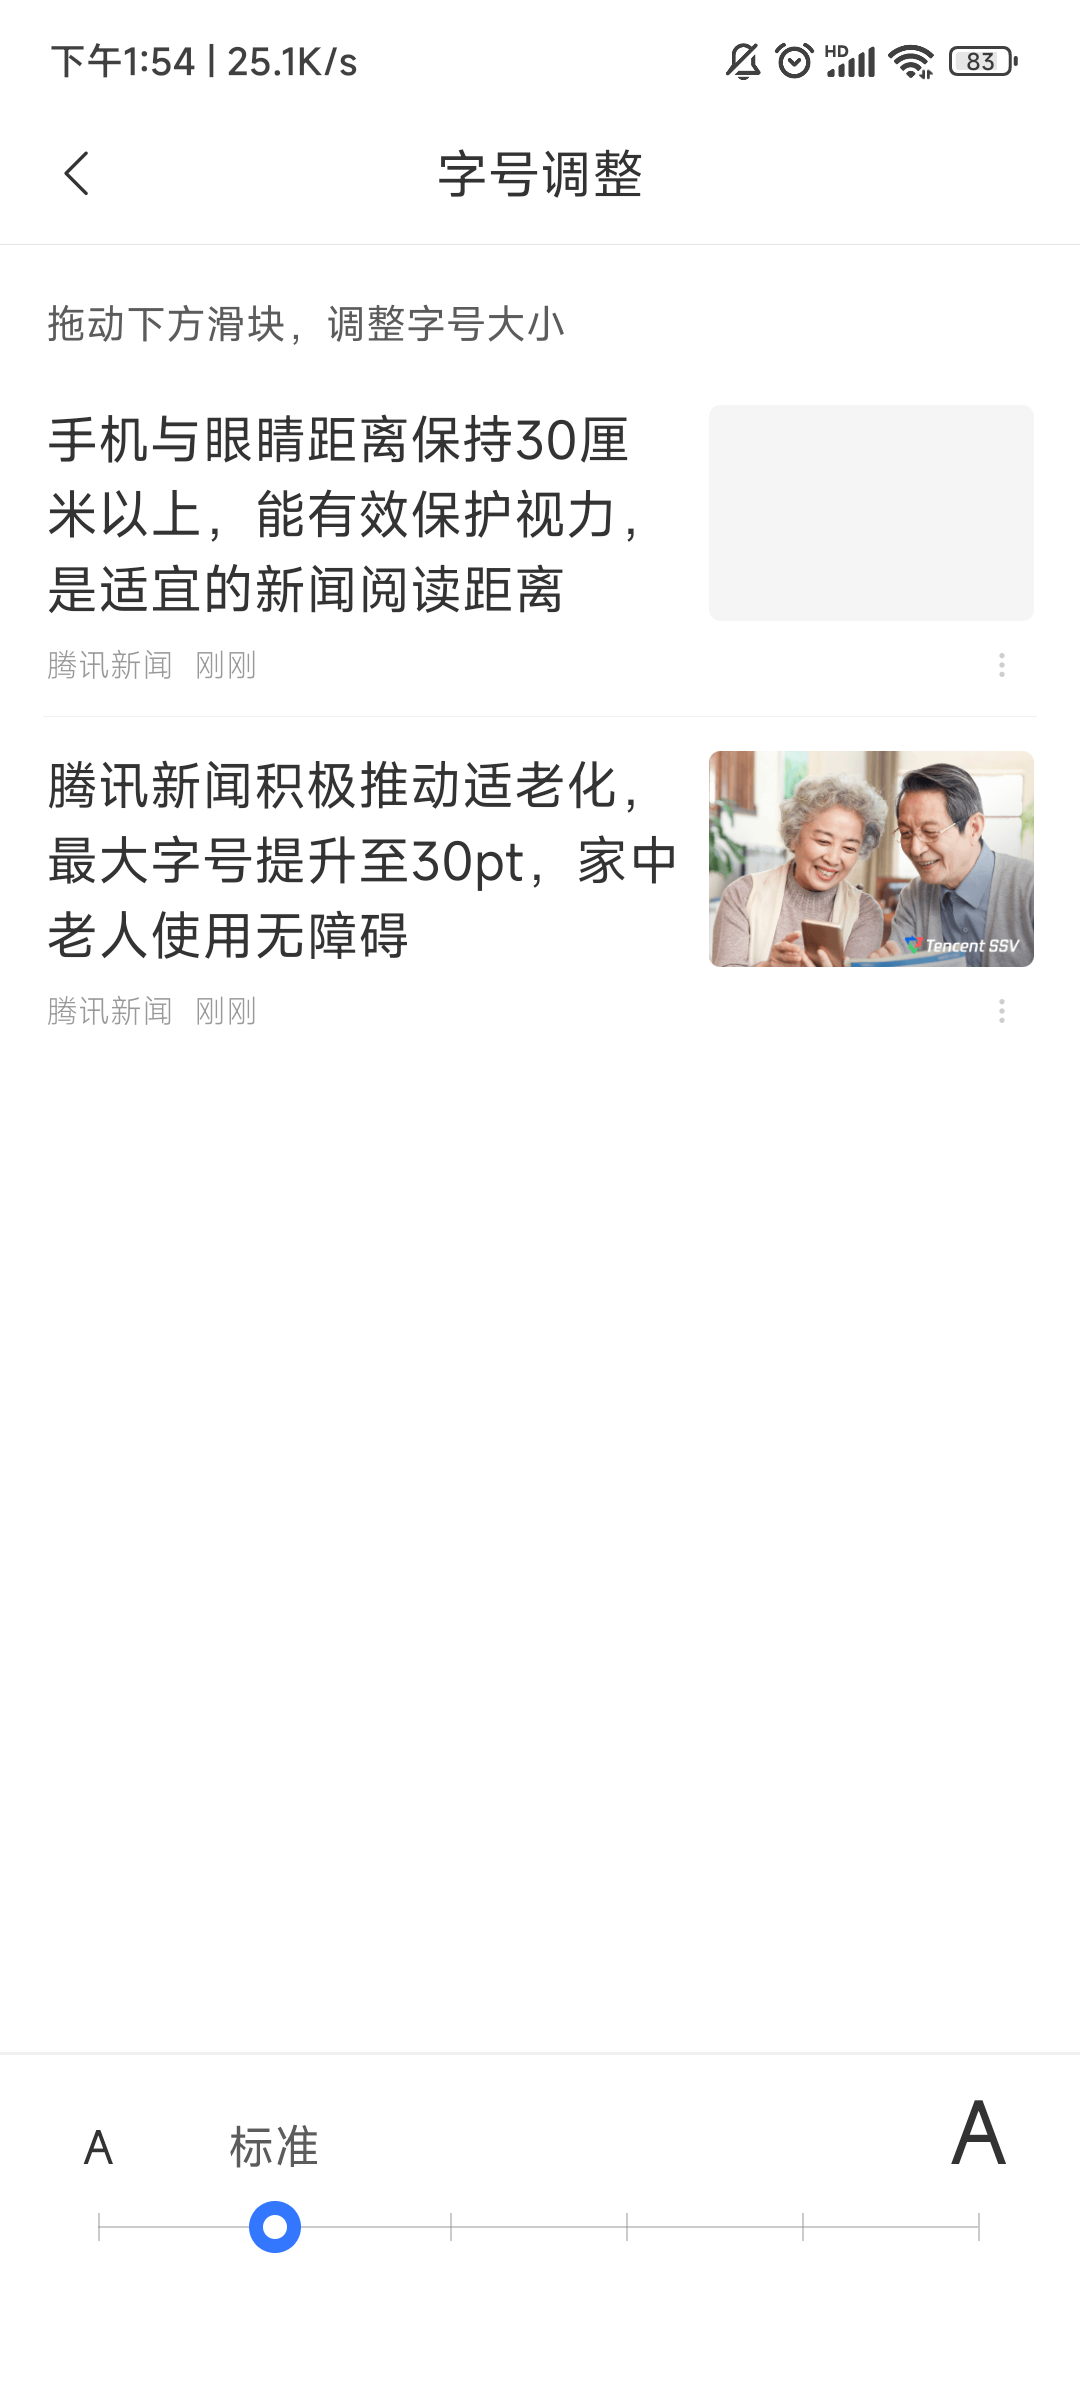 下午1:54 | 25.1K/s
HD
83
字号调整
拖动下方滑块，调整字号大小
手机与眼睛距离保持30厘
米以上，能有效保护视力，
是适宜的新闻阅读距离
腾讯新闻 刚刚
腾讯新闻积极推动适老化，
最大字号提升至30pt，家中
老人使用无障碍
Tencent SSV
腾讯新闻 刚刚
A 标准 A